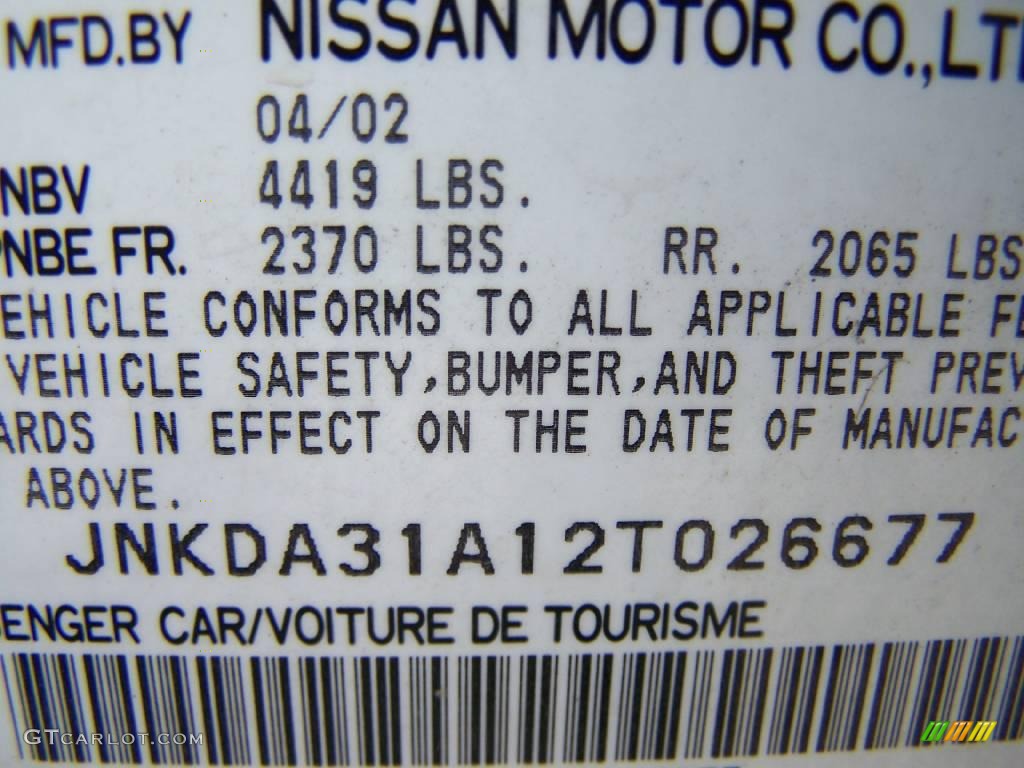 MFD.BY NISSAN MOTOR CO.,LT
04/02
NBV 4419 LBS.
NBE FR. 2370 LBS. RR. 2065 LBS
EHICLE CONFORMS TO ALL APPLICABLE FE
VEHICLE SAFETY,BUMPER,AND THEFT PREV
ARDS IN EFFECT ON THE DATE OF MANUFAC
ABOVE.
JNKDA31A12T026677
ENGER CAR/VOITURE DE TOURISME
GTCARLOT.COM